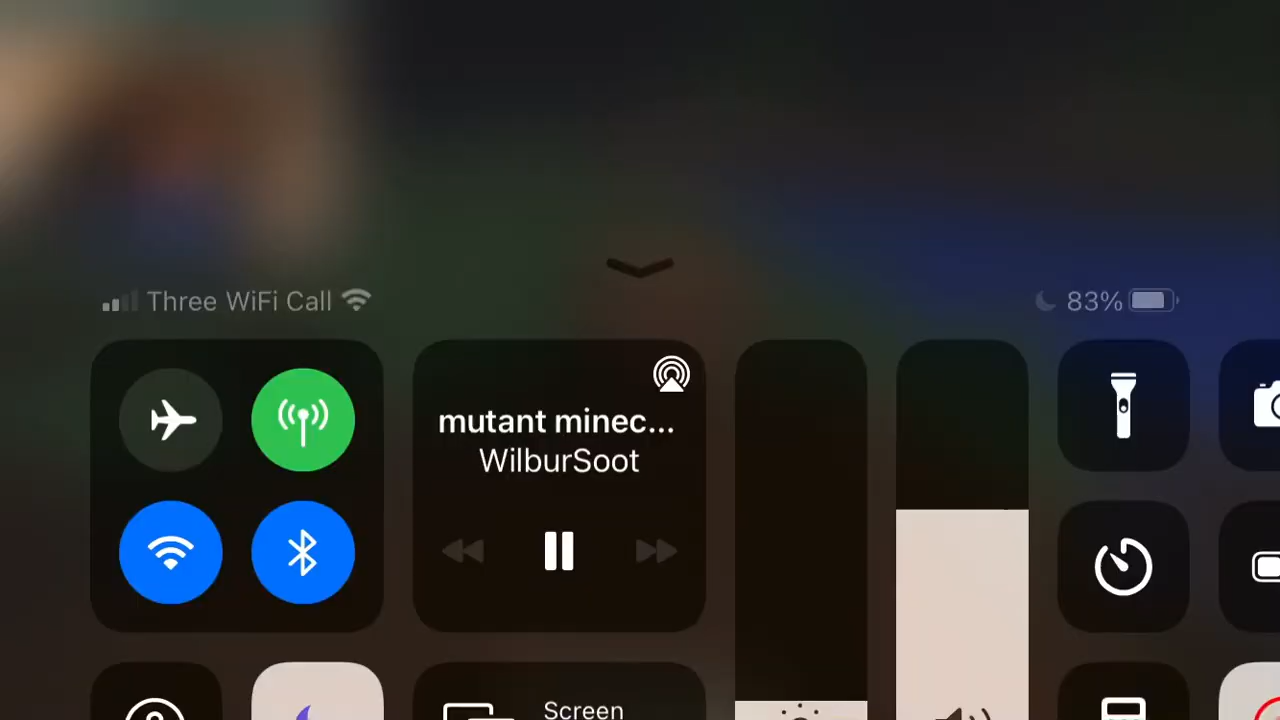 Three WiFi Call
83%
mutant minec...
WilburSoot
Screen